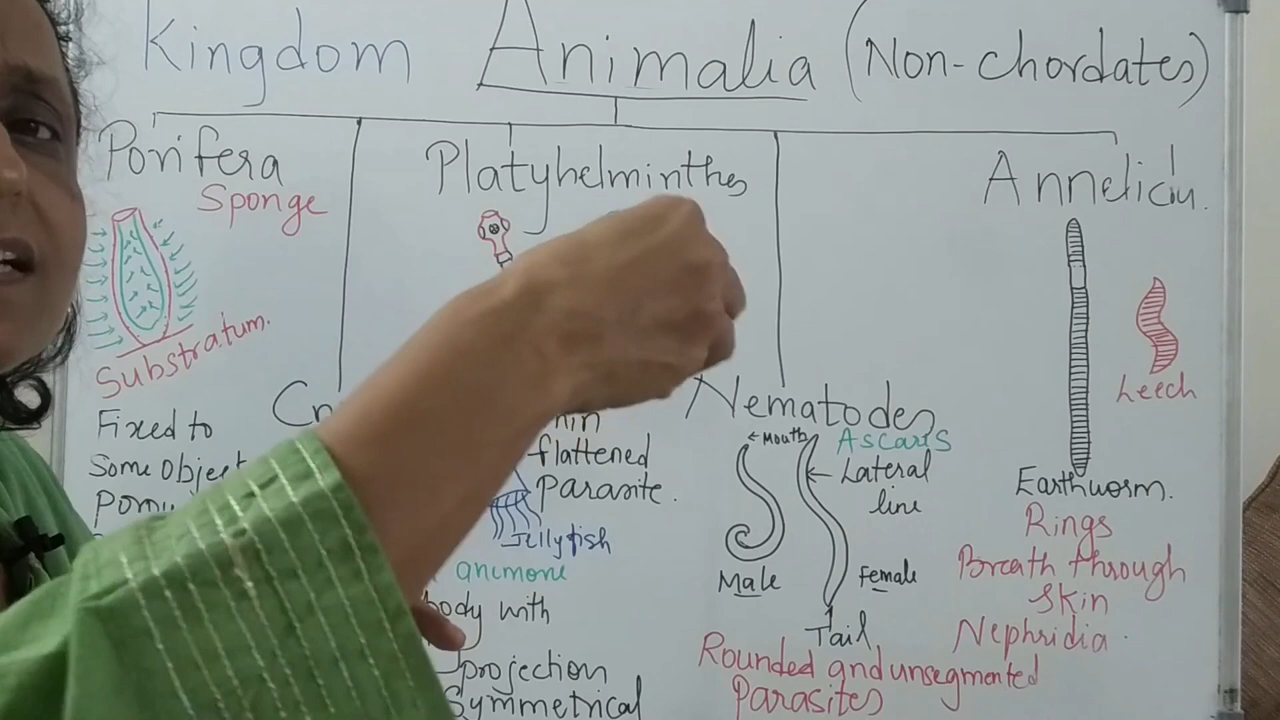 Kingdom Animalia (Non-chordates)
Porifera
Sponge
Substratum.
Fixed to
Some Object
Platyhelminthes
flattened
Parasite.
Cn
Jellyfish
anemone
body with
projection
Symmetrical
Nematodes
← Mouth
Ascaris
Lateral
line
Male
Female
Tail
Rounded and unsegmented
Parasites
Annelida.
Leech
Earthworm.
Rings
Breath through
Skin
Nephridia.